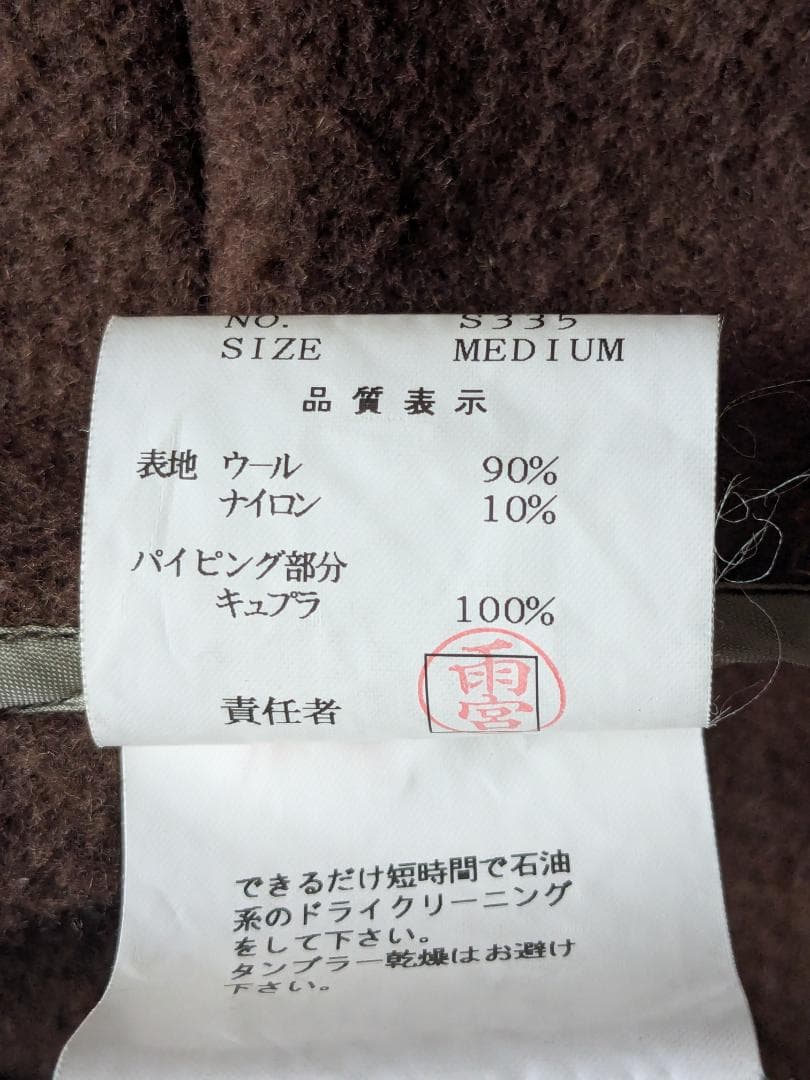 NO. S335
SIZE MEDIUM
品質表示
表地 ウール 90%
ナイロン 10%
パイピング部分
キュプラ 100%
責任者 雨宮
できるだけ短時間で石油
系のドライクリーニング
をして下さい。
タンブラー乾燥はお避け
下さい。